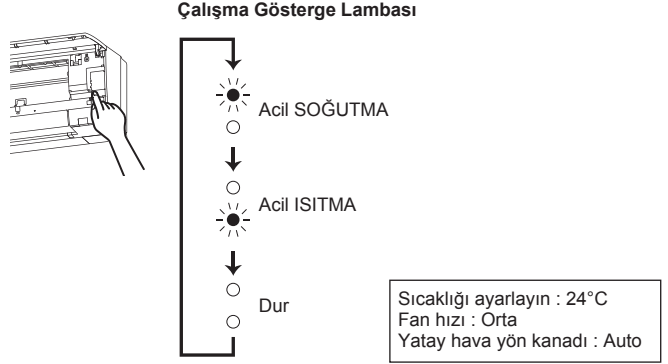 Çalışma Gösterge Lambası
Acil SOĞUTMA
Acil ISITMA
Dur
Sıcaklığı ayarlayın : 24°C
Fan hızı : Orta
Yatay hava yön kanadı : Auto